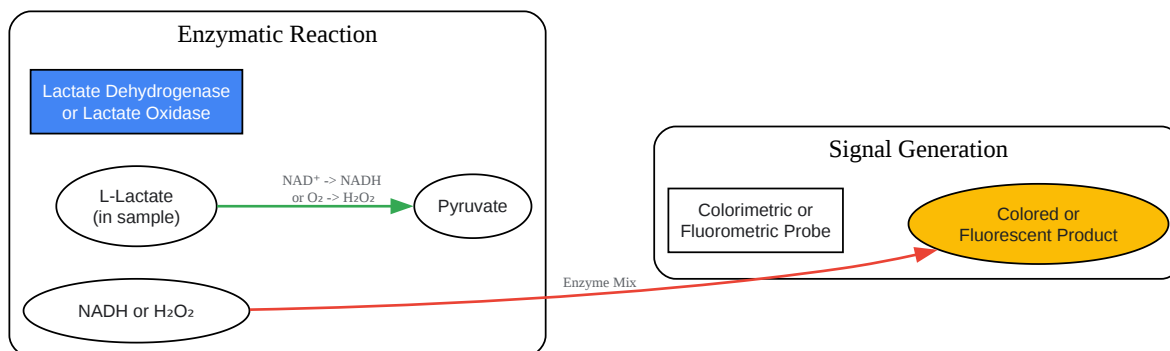 Enzymatic Reaction
Lactate Dehydrogenase
or Lactate Oxidase
L-Lactate
(in sample)
NAD⁺ -> NADH
or O₂ -> H₂O₂
Pyruvate
NADH or H₂O₂
Enzyme Mix
Signal Generation
Colorimetric or
Fluorometric Probe
Colored or
Fluorescent Product